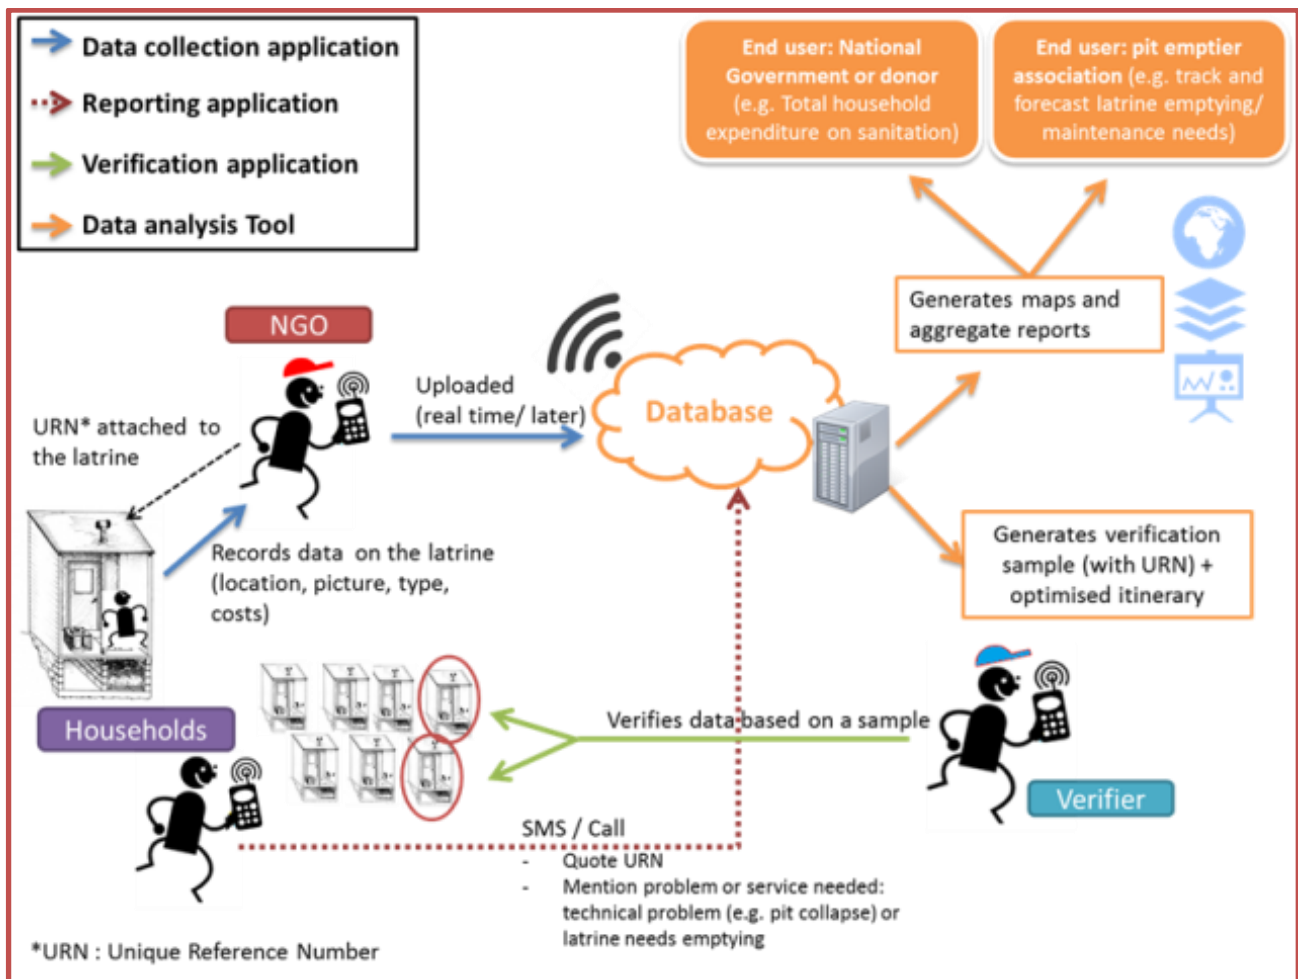 Data collection application
Reporting application
Verification application
Data analysis Tool
End user: National
Government or donor
(e.g. Total household
expenditure on sanitation)
End user: pit emptier
association (e.g. track and
forecast latrine emptying/
maintenance needs)
Generates maps and
aggregate reports
NGO
Uploaded
(real time/ later)
Database
URN* attached to
the latrine
Records data on the latrine
(location, picture, type,
costs)
Generates verification
sample (with URN) +
optimised itinerary
Households
Verifies data based on a sample
Verifier
SMS / Call
- Quote URN
- Mention problem or service needed:
technical problem (e.g. pit collapse) or
latrine needs emptying
*URN : Unique Reference Number